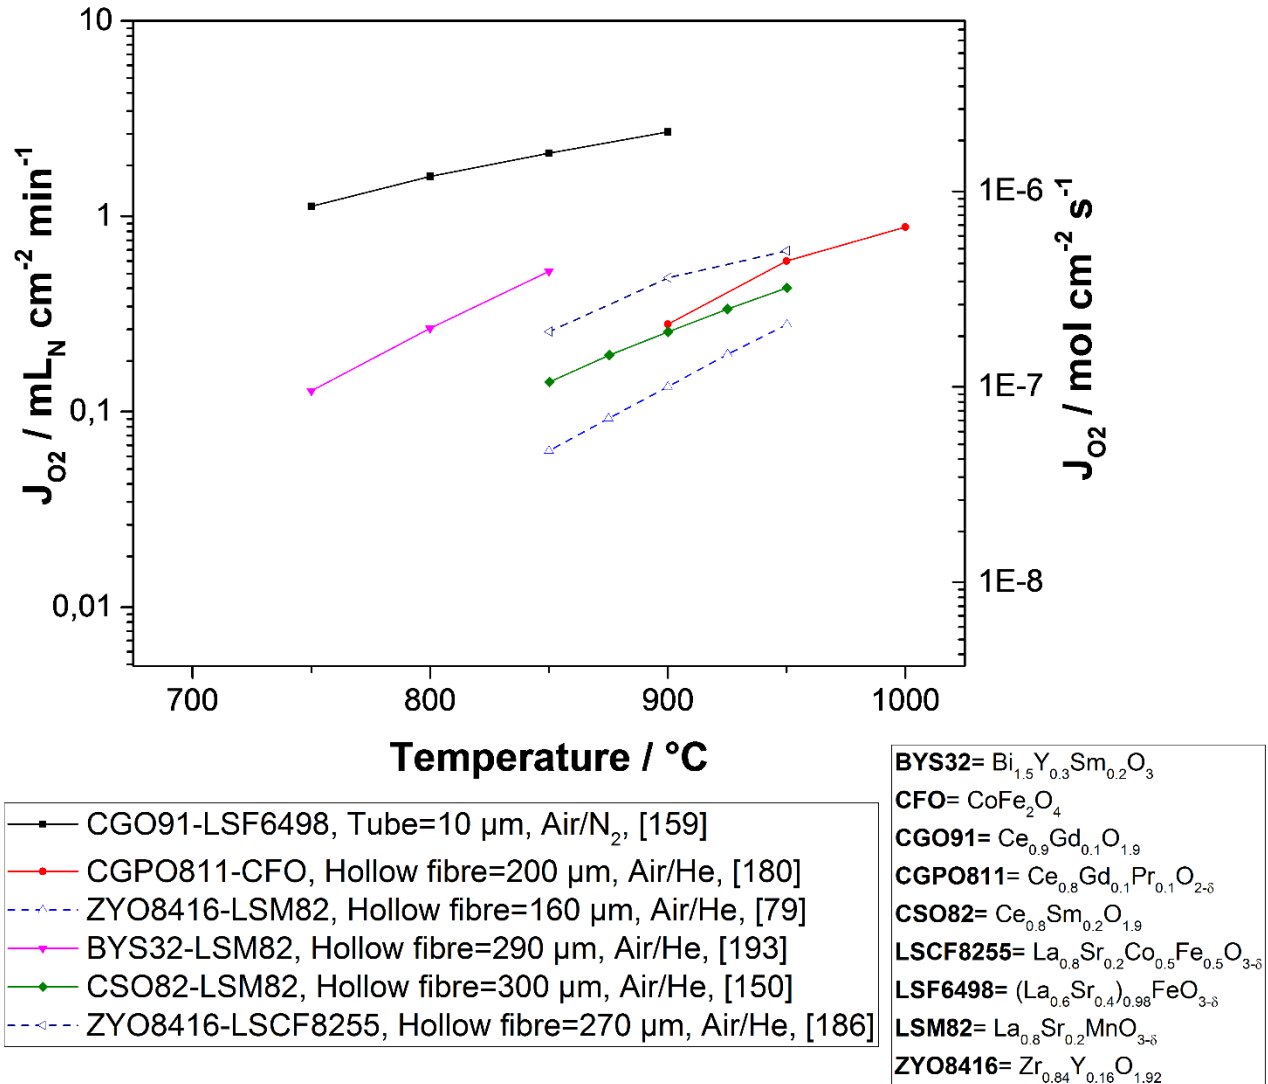 10
1
0,1
0,01
J_O2 / mL_N cm^-2 min^-1
1E-6
1E-7
1E-8
J_O2 / mol cm^-2 s^-1
700
800
900
1000
Temperature / °C
CGO91-LSF6498, Tube=10 µm, Air/N₂, [159]
CGPO811-CFO, Hollow fibre=200 µm, Air/He, [180]
ZYO8416-LSM82, Hollow fibre=160 µm, Air/He, [79]
BYS32-LSM82, Hollow fibre=290 µm, Air/He, [193]
CSO82-LSM82, Hollow fibre=300 µm, Air/He, [150]
ZYO8416-LSCF8255, Hollow fibre=270 µm, Air/He, [186]
BYS32= Bi₁.₅Y₀.₃Sm₀.₂O₃
CFO= CoFe₂O₄
CGO91= Ce₀.₉Gd₀.₁O₁.₉
CGPO811= Ce₀.₈Gd₀.₁Pr₀.₁O₂₋δ
CSO82= Ce₀.₈Sm₀.₂O₁.₉
LSCF8255= La₀.₈Sr₀.₂Co₀.₅Fe₀.₅O₃₋δ
LSF6498= (La₀.₆Sr₀.₄)₀.₉₈FeO₃₋δ
LSM82= La₀.₈Sr₀.₂MnO₃₋δ
ZYO8416= Zr₀.₈₄Y₀.₁₆O₁.₉₂